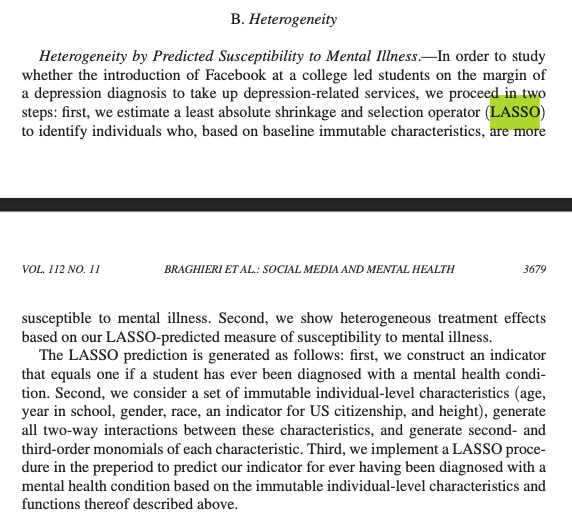 B. Heterogeneity
Heterogeneity by Predicted Susceptibility to Mental Illness.—In order to study
whether the introduction of Facebook at a college led students on the margin of
a depression diagnosis to take up depression-related services, we proceed in two
steps: first, we estimate a least absolute shrinkage and selection operator (LASSO)
to identify individuals who, based on baseline immutable characteristics, are more
VOL. 112 NO. 11 BRAGHIERI ET AL.: SOCIAL MEDIA AND MENTAL HEALTH 3679
susceptible to mental illness. Second, we show heterogeneous treatment effects
based on our LASSO-predicted measure of susceptibility to mental illness.
The LASSO prediction is generated as follows: first, we construct an indicator
that equals one if a student has ever been diagnosed with a mental health condi-
tion. Second, we consider a set of immutable individual-level characteristics (age,
year in school, gender, race, an indicator for US citizenship, and height), generate
all two-way interactions between these characteristics, and generate second- and
third-order monomials of each characteristic. Third, we implement a LASSO proce-
dure in the preperiod to predict our indicator for ever having been diagnosed with a
mental health condition based on the immutable individual-level characteristics and
functions thereof described above.